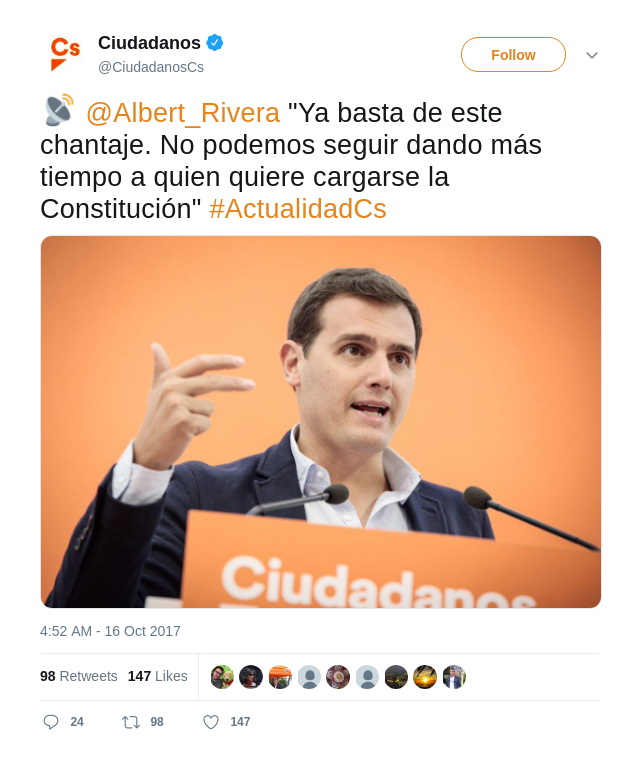 Cs
Ciudadanos
@CiudadanosCs
Follow
@Albert_Rivera "Ya basta de este
chantaje. No podemos seguir dando más
tiempo a quien quiere cargarse la
Constitución" #ActualidadCs
Ciudadanos
4:52 AM - 16 Oct 2017
98 Retweets 147 Likes
24 98 147